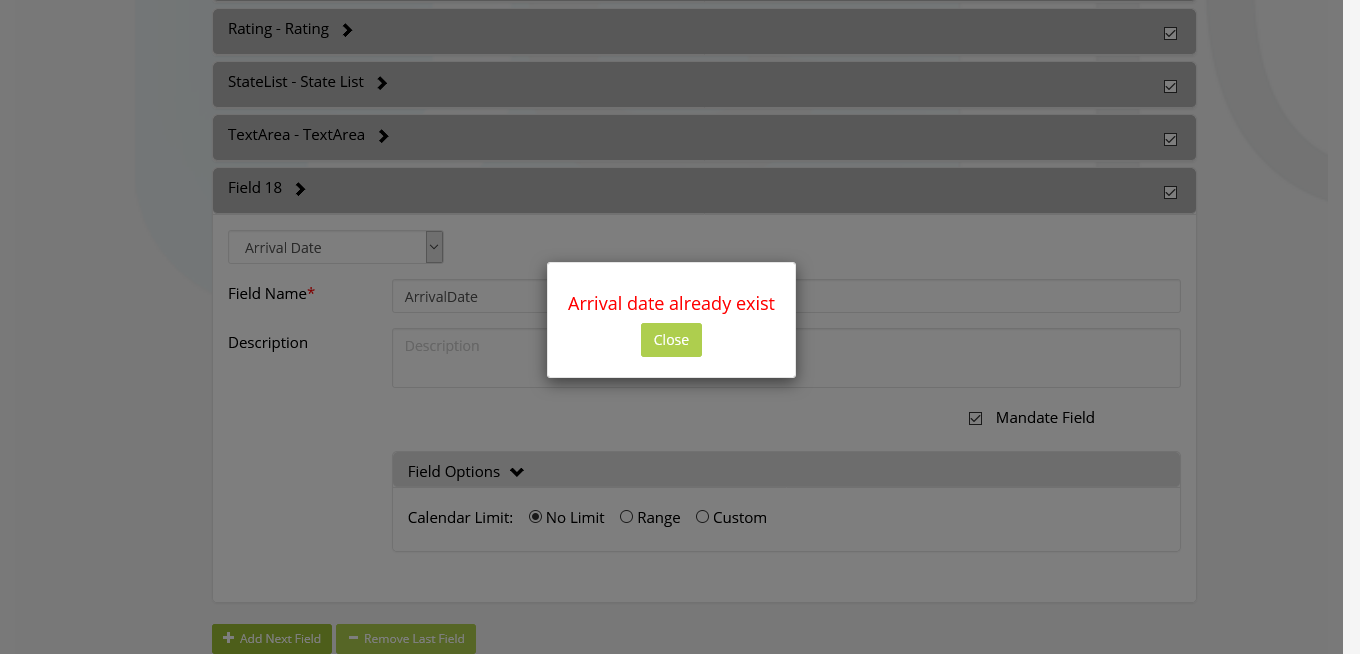 Rating - Rating
StateList - State List
TextArea - TextArea
Field 18
Arrival Date
Field Name*
ArrivalDate
Arrival date already exist
Close
Description
Description
Mandate Field
Field Options
Calendar Limit: No Limit Range Custom
Add Next Field Remove Last Field